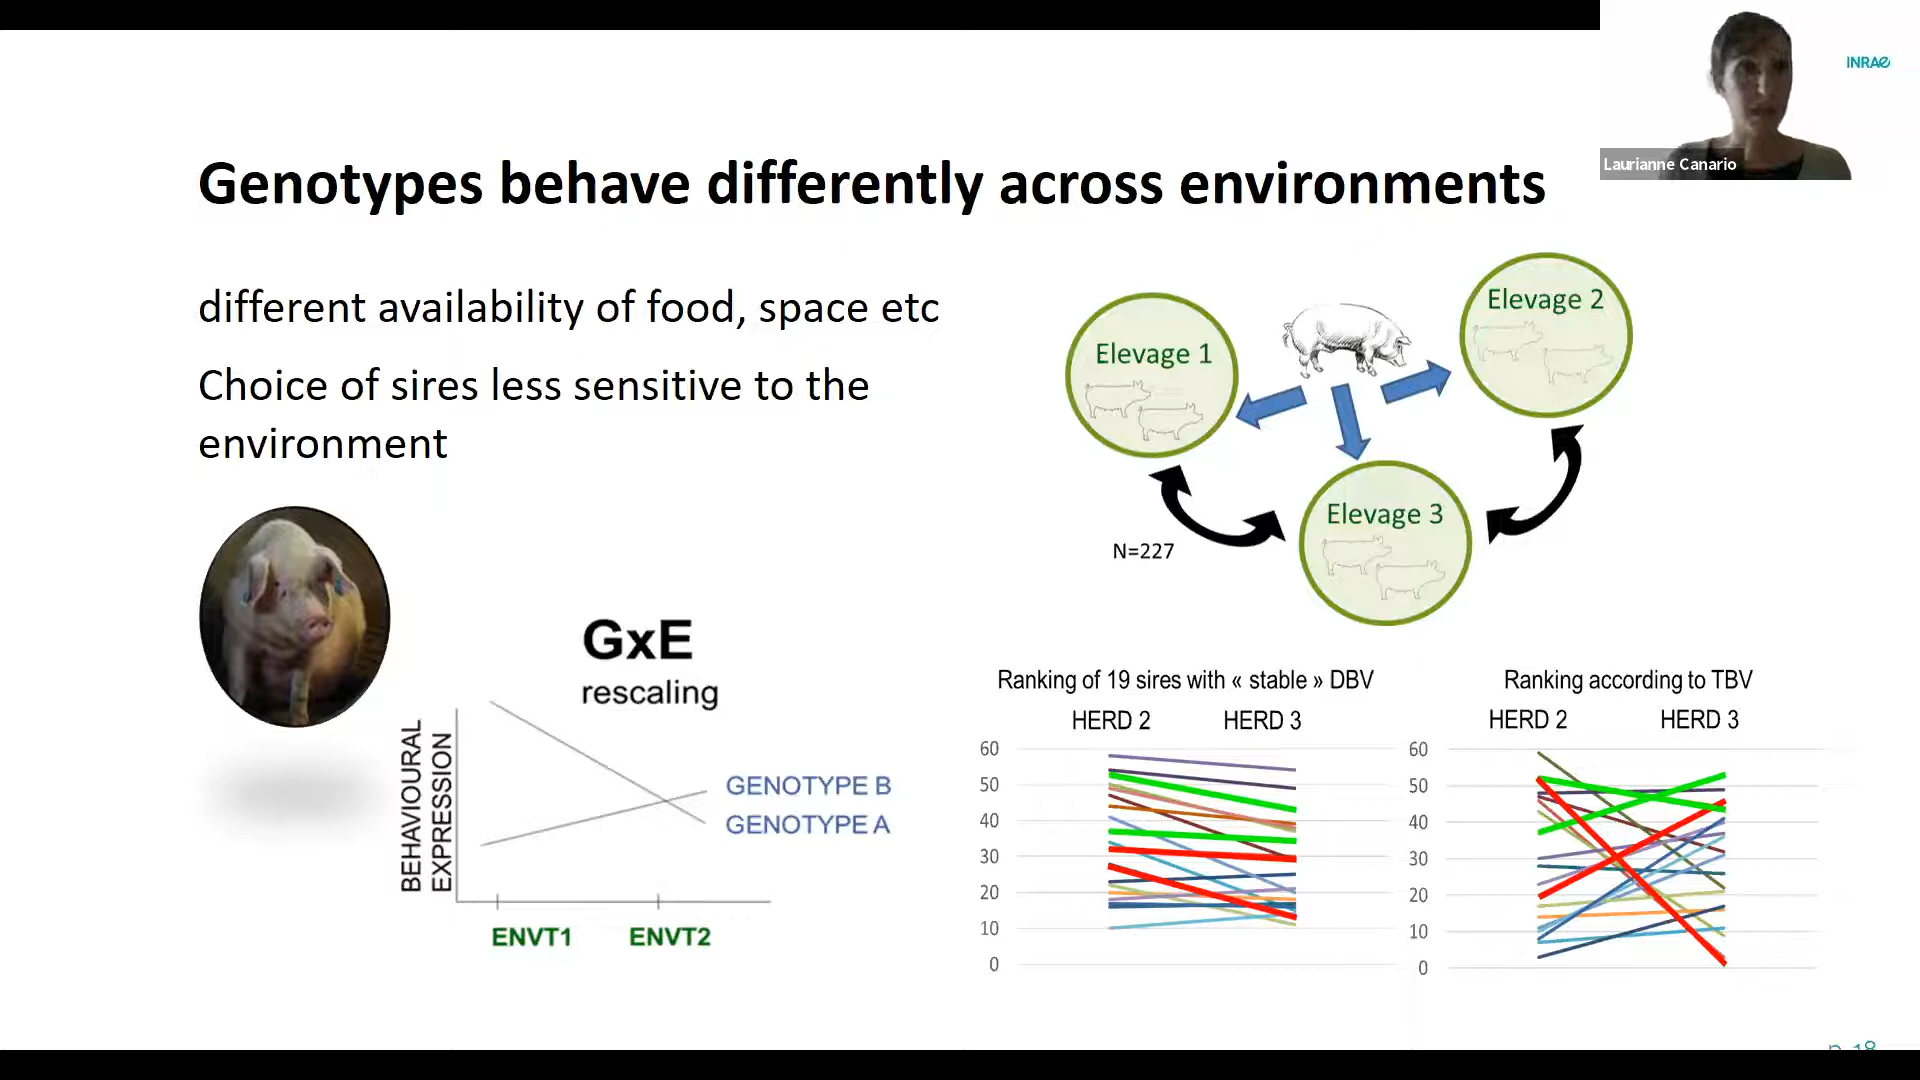 INRAE
Laurianne Canario
Genotypes behave differently across environments
different availability of food, space etc
Choice of sires less sensitive to the
environment
Elevage 1
Elevage 2
Elevage 3
N=227
GxE
rescaling
BEHAVIOURAL
EXPRESSION
GENOTYPE B
GENOTYPE A
ENVT1 ENVT2
Ranking of 19 sires with « stable » DBV
HERD 2 HERD 3
60
50
40
30
20
10
0
Ranking according to TBV
HERD 2 HERD 3
60
50
40
30
20
10
0